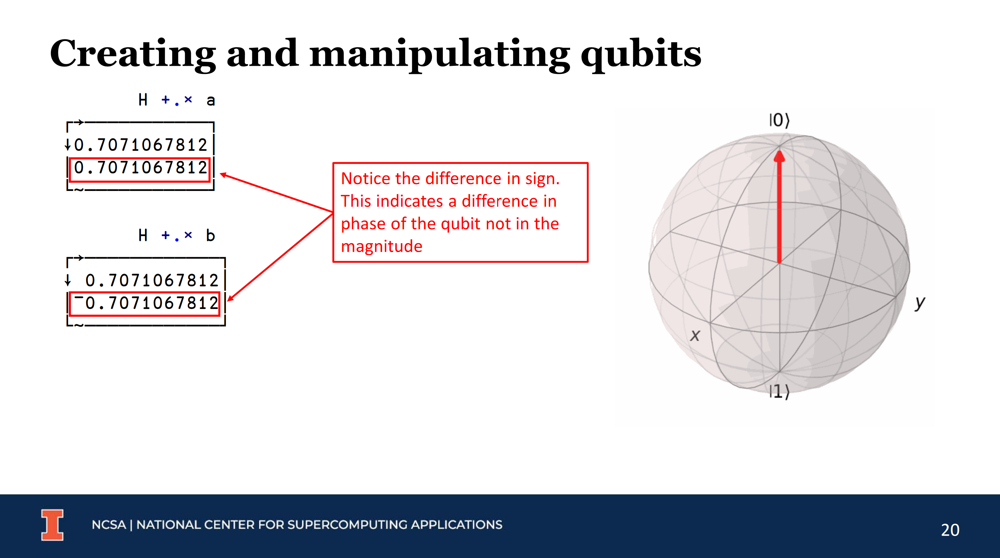 Creating and manipulating qubits
H +.× a
┌→────────────┐
↓0.7071067812│
│0.7071067812│
└~────────────┘
H +.× b
┌→─────────────┐
↓ 0.7071067812│
│¯0.7071067812│
└~─────────────┘
Notice the difference in sign.
This indicates a difference in
phase of the qubit not in the
magnitude
|0⟩
y
x
|1⟩
I
NCSA | NATIONAL CENTER FOR SUPERCOMPUTING APPLICATIONS
20